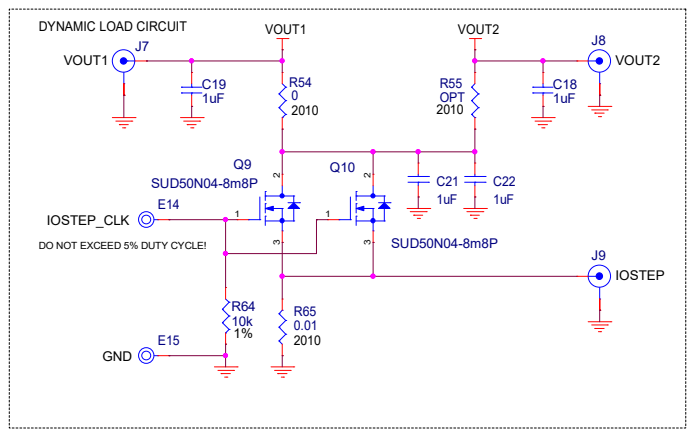 DYNAMIC LOAD CIRCUIT
VOUT1
VOUT2
J7
VOUT1
J8
VOUT2
C19
1uF
R54
0
2010
R55
OPT
2010
C18
1uF
Q9
SUD50N04-8m8P
Q10
2
2
C21
1uF
C22
1uF
E14
IOSTEP_CLK
1
1
DO NOT EXCEED 5% DUTY CYCLE!
3
3
SUD50N04-8m8P
J9
IOSTEP
R64
10k
1%
R65
0.01
2010
E15
GND